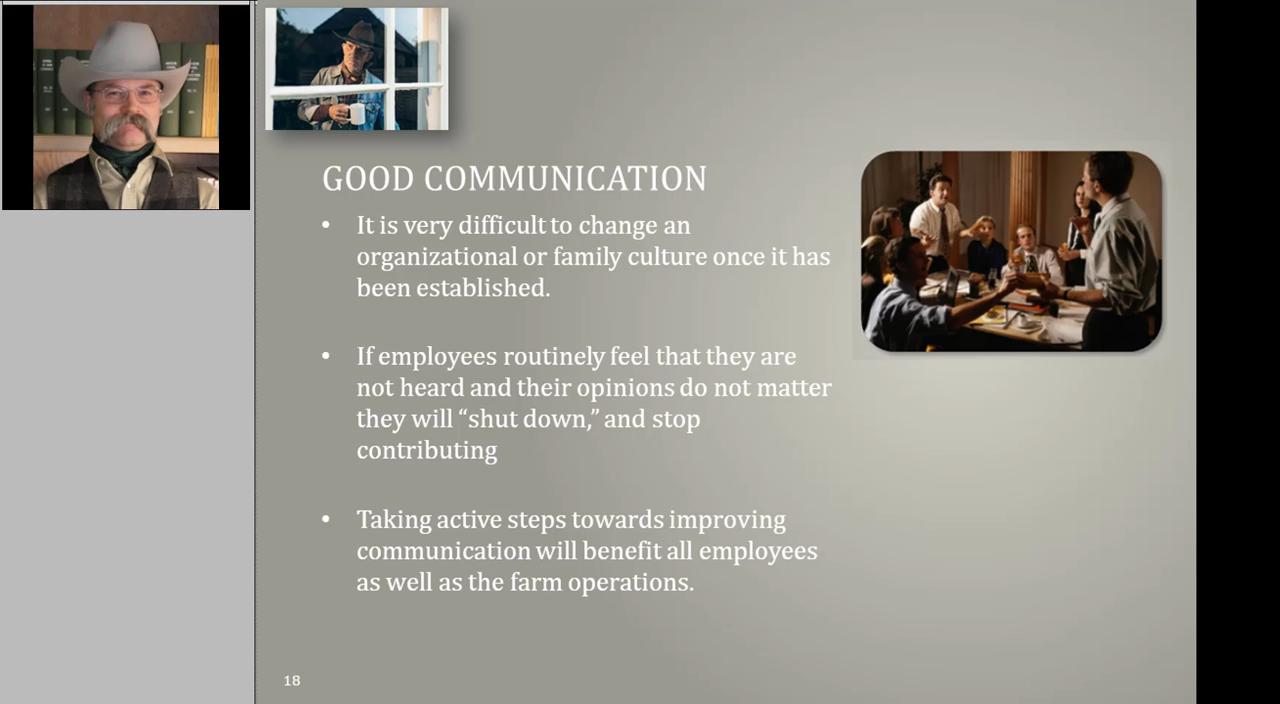 GOOD COMMUNICATION
• It is very difficult to change an
organizational or family culture once it has
been established.
• If employees routinely feel that they are
not heard and their opinions do not matter
they will “shut down,” and stop
contributing
• Taking active steps towards improving
communication will benefit all employees
as well as the farm operations.
18